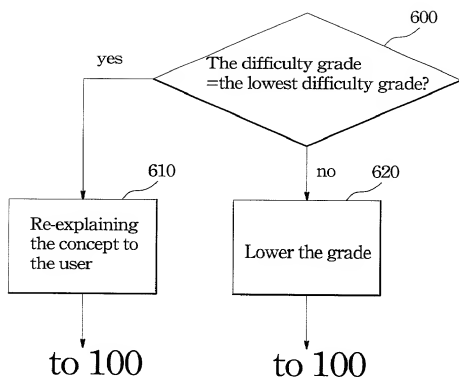 600
yes
The difficulty grade
=the lowest difficulty grade?
610
no
620
Re-explaining
the concept to
the user
Lower the grade
to 100
to 100